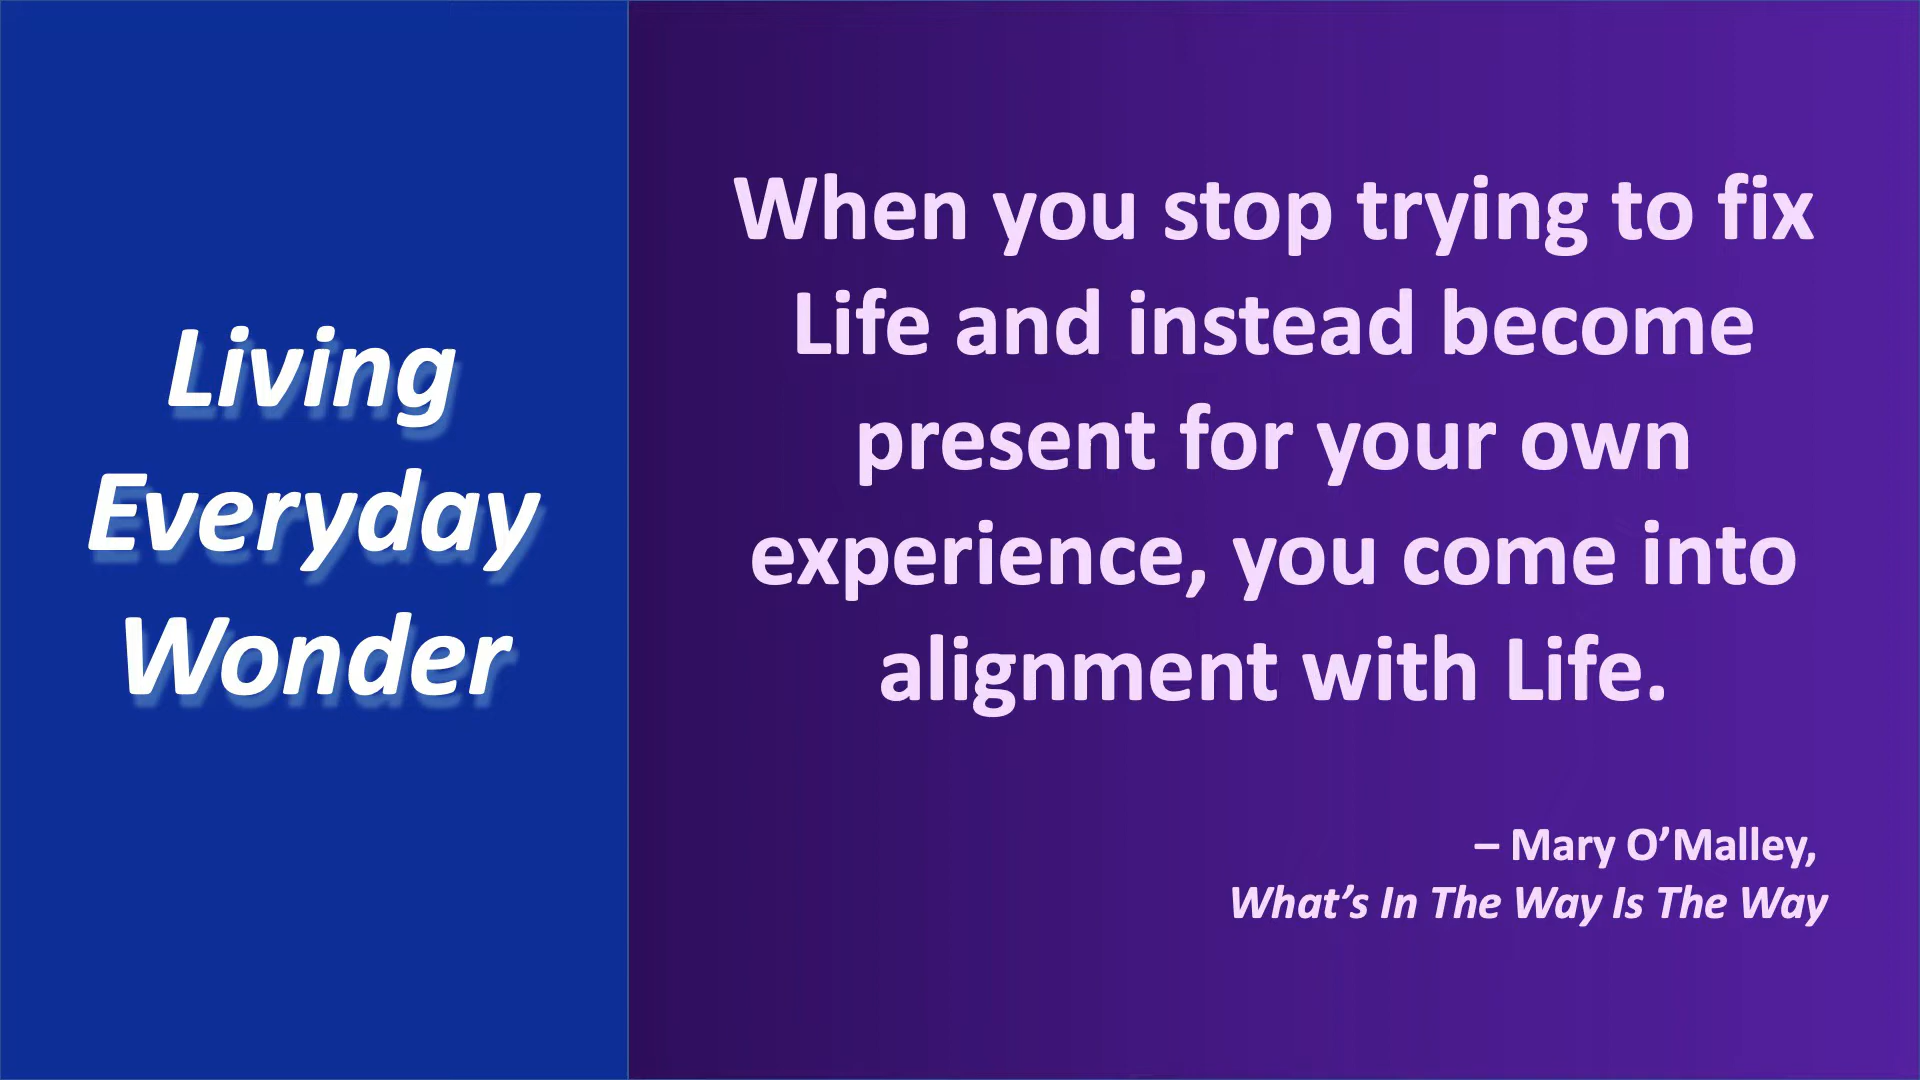 Living
Everyday
Wonder
When you stop trying to fix
Life and instead become
present for your own
experience, you come into
alignment with Life.
– Mary O’Malley,
What’s In The Way Is The Way